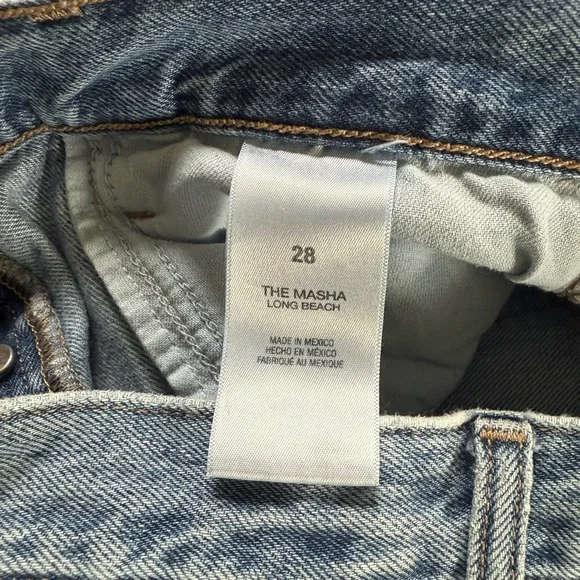 28
THE MASHA
LONG BEACH
MADE IN MEXICO
HECHO EN MÉXICO
FABRIQUÉ AU MEXIQUE